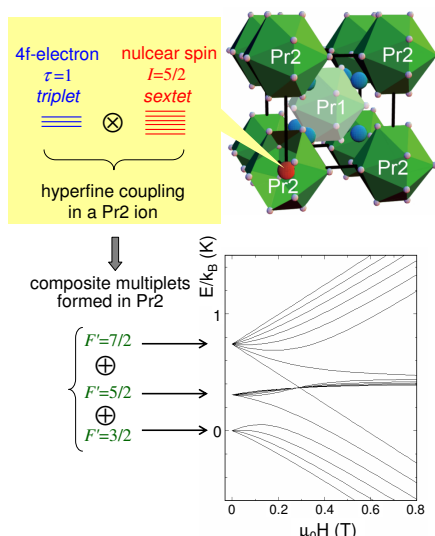 4f-electron
τ=1
triplet
⊗
nulcear spin
I=5/2
sextet
hyperfine coupling
in a Pr2 ion
Pr2
Pr2
Pr1
Pr2
Pr2
composite multiplets
formed in Pr2
F'=7/2
⊕
F'=5/2
⊕
F'=3/2
E/k_B (K)
1
0
0
0.2
0.4
0.6
0.8
μ₀H (T)